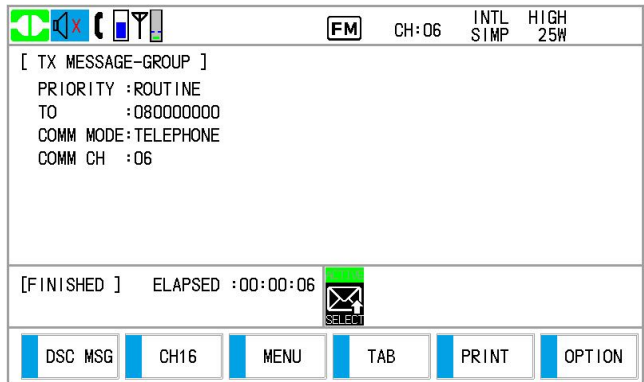 FM CH:06 INTL HIGH
SIMP 25W
[ TX MESSAGE-GROUP ]
PRIORITY :ROUTINE
TO :080000000
COMM MODE:TELEPHONE
COMM CH :06
[FINISHED ] ELAPSED :00:00:06
SELECT
DSC MSG CH16 MENU TAB PRINT OPTION